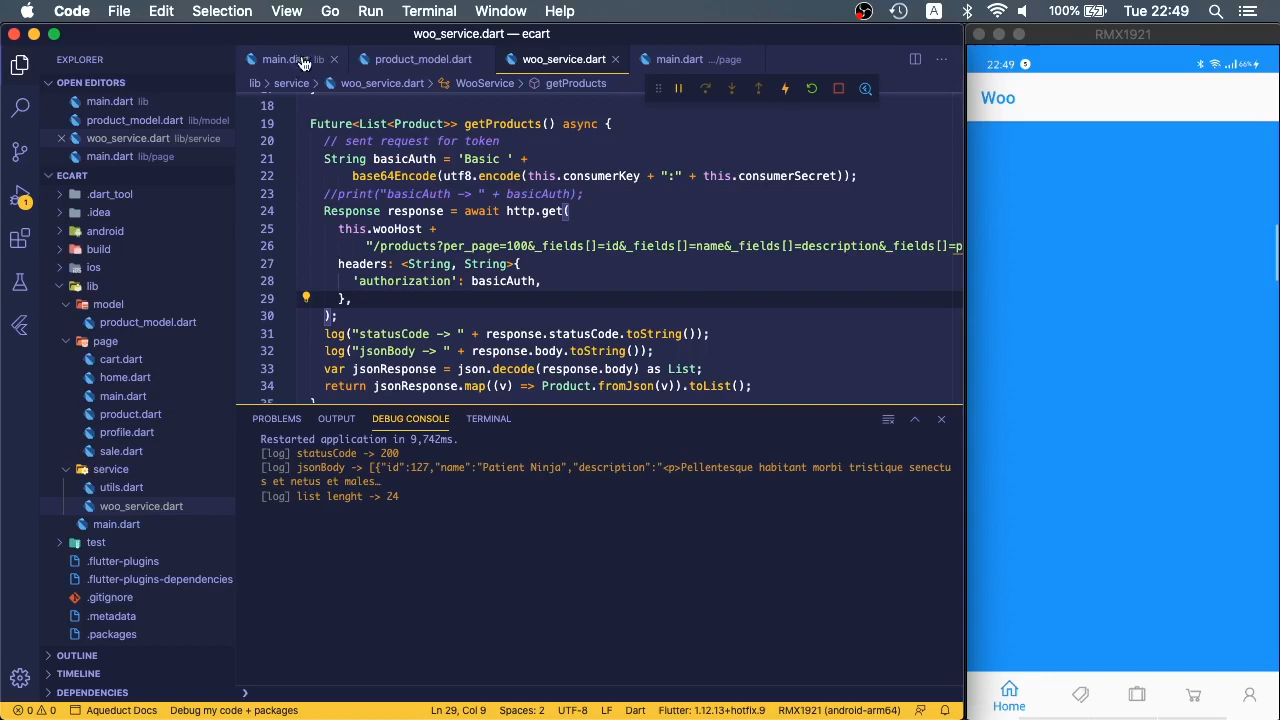 Code File Edit Selection View Go Run Terminal Window Help A 100% Tue 22:49
woo_service.dart — ecart
RMX1921
EXPLORER
main.dart lib product_model.dart woo_service.dart main.dart .../page
OPEN EDITORS
main.dart lib
product_model.dart lib/model
woo_service.dart lib/service
main.dart lib/page
ECART
.dart_tool
.idea
android
build
ios
lib
model
product_model.dart
page
cart.dart
home.dart
main.dart
product.dart
profile.dart
sale.dart
service
utils.dart
woo_service.dart
main.dart
test
.flutter-plugins
.flutter-plugins-dependencies
.gitignore
.metadata
.packages
OUTLINE
TIMELINE
DEPENDENCIES
1
lib > service > woo_service.dart > WooService > getProducts
18
19 Future<List<Product>> getProducts() async {
20 // sent request for token
21 String basicAuth = 'Basic ' +
22 base64Encode(utf8.encode(this.consumerKey + ":" + this.consumerSecret));
23 //print("basicAuth -> " + basicAuth);
24 Response response = await http.get(
25 this.wooHost +
26 "/products?per_page=100&_fields[]=id&_fields[]=name&_fields[]=description&_fields[]=p
27 headers: <String, String>{
28 'authorization': basicAuth,
29 },
30 );
31 log("statusCode -> " + response.statusCode.toString());
32 log("jsonBody -> " + response.body.toString());
33 var jsonResponse = json.decode(response.body) as List;
34 return jsonResponse.map((v) => Product.fromJson(v)).toList();
35 }
PROBLEMS OUTPUT DEBUG CONSOLE TERMINAL
Restarted application in 9,742ms.
[log] statusCode -> 200
[log] jsonBody -> [{"id":127,"name":"Patient Ninja","description":"<p>Pellentesque habitant morbi tristique senectus
s et netus et males…
[log] list lenght -> 24
22:49 S 66%
Woo
Home
0 0 Aqueduct Docs Debug my code + packages Ln 29, Col 9 Spaces: 2 UTF-8 LF Dart Flutter: 1.12.13+hotfix.9 RMX1921 (android-arm64)